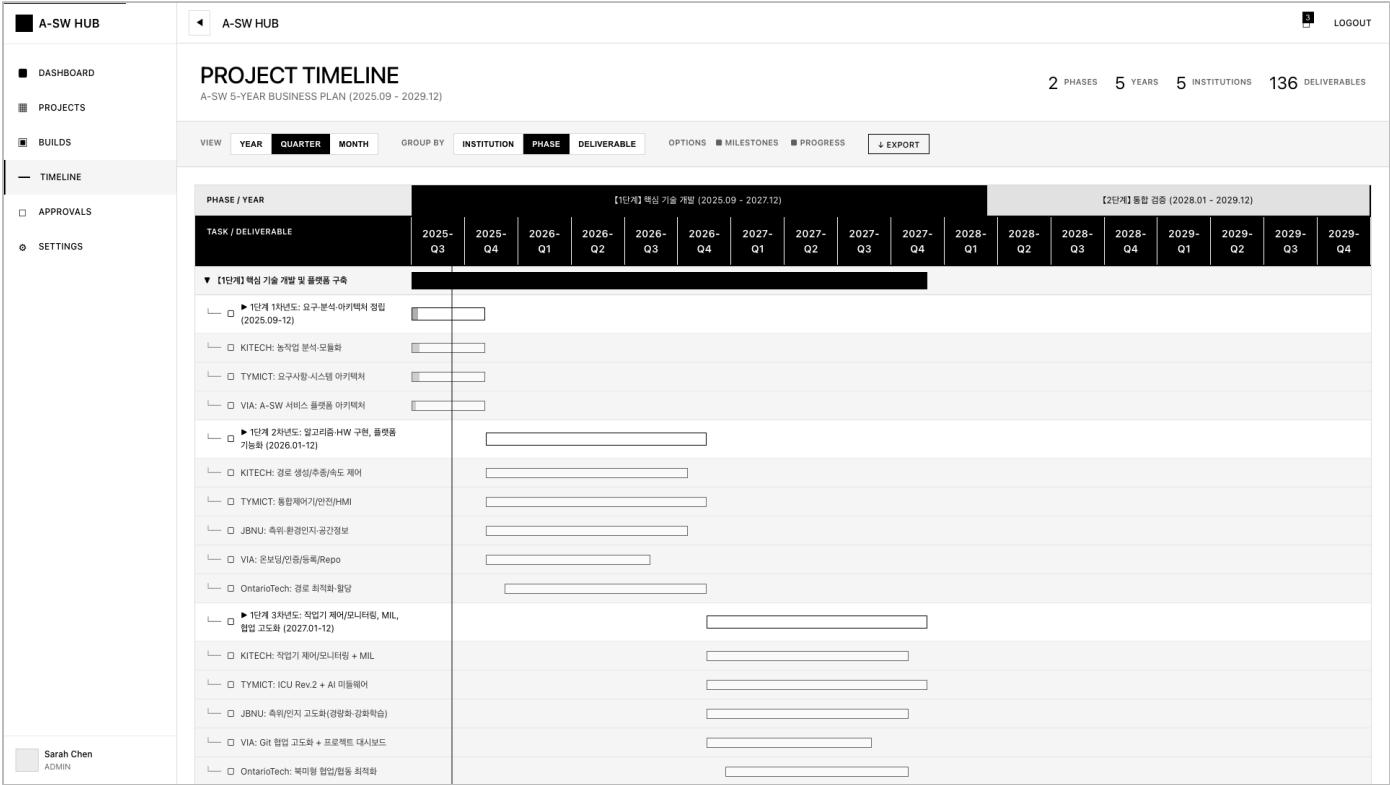 A-SW HUB
◀ A-SW HUB
3
LOGOUT
DASHBOARD
PROJECTS
BUILDS
TIMELINE
APPROVALS
SETTINGS
Sarah Chen
ADMIN
PROJECT TIMELINE
A-SW 5-YEAR BUSINESS PLAN (2025.09 - 2029.12)
2 PHASES 5 YEARS 5 INSTITUTIONS 136 DELIVERABLES
VIEW YEAR QUARTER MONTH GROUP BY INSTITUTION PHASE DELIVERABLE OPTIONS MILESTONES PROGRESS ↓ EXPORT
PHASE / YEAR 【1단계】 핵심 기술 개발 (2025.09 - 2027.12) 【2단계】 통합 검증 (2028.01 - 2029.12)
TASK / DELIVERABLE
2025-Q3 2025-Q4 2026-Q1 2026-Q2 2026-Q3 2026-Q4 2027-Q1 2027-Q2 2027-Q3 2027-Q4 2028-Q1 2028-Q2 2028-Q3 2028-Q4 2029-Q1 2029-Q2 2029-Q3 2029-Q4
▼ 【1단계】 핵심 기술 개발 및 플랫폼 구축
▶ 1단계 1차년도: 요구·분석·아키텍처 정립
(2025.09-12)
KITECH: 농작업 분석·모듈화
TYMICT: 요구사항·시스템 아키텍처
VIA: A-SW 서비스 플랫폼 아키텍처
▶ 1단계 2차년도: 알고리즘·HW 구현, 플랫폼
기능화 (2026.01-12)
KITECH: 경로 생성/추종/속도 제어
TYMICT: 통합제어기/안전/HMI
JBNU: 측위·환경인지·공간정보
VIA: 온보딩/인증/등록/Repo
OntarioTech: 경로 최적화·할당
▶ 1단계 3차년도: 작업기 제어/모니터링, MIL,
협업 고도화 (2027.01-12)
KITECH: 작업기 제어/모니터링 + MIL
TYMICT: ICU Rev.2 + AI 미들웨어
JBNU: 측위/인지 고도화(경량화·강화학습)
VIA: Git 협업 고도화 + 프로젝트 대시보드
OntarioTech: 북미형 협업/협동 최적화